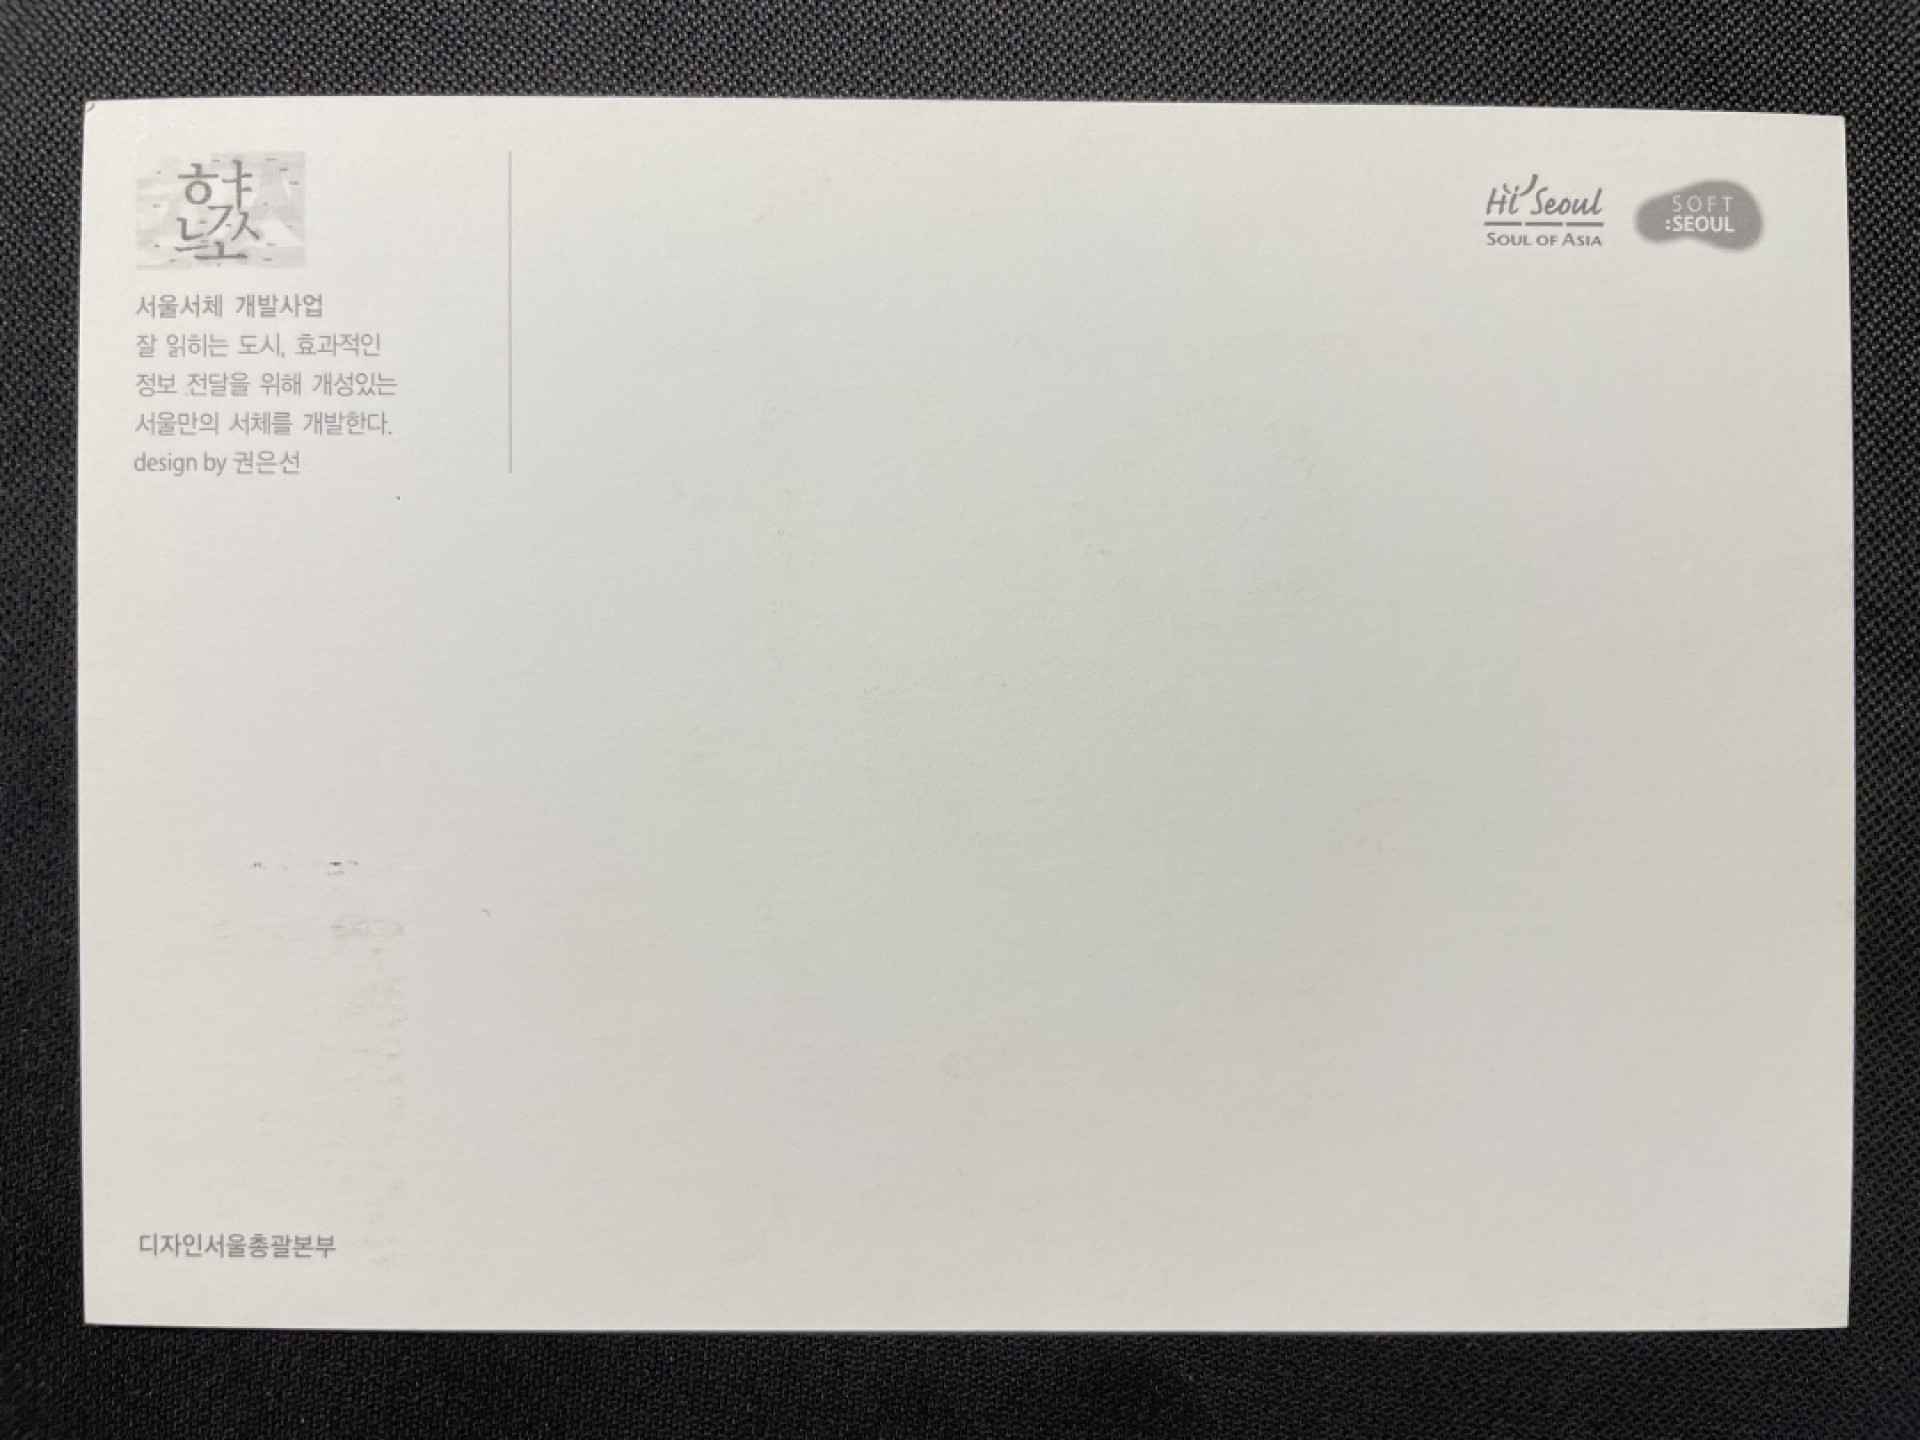 서울서체 개발사업
잘 읽히는 도시, 효과적인
정보 전달을 위해 개성있는
서울만의 서체를 개발한다.
design by 권은선
디자인서울총괄본부
Hi Seoul
SOUL OF ASIA
SOFT
:SEOUL